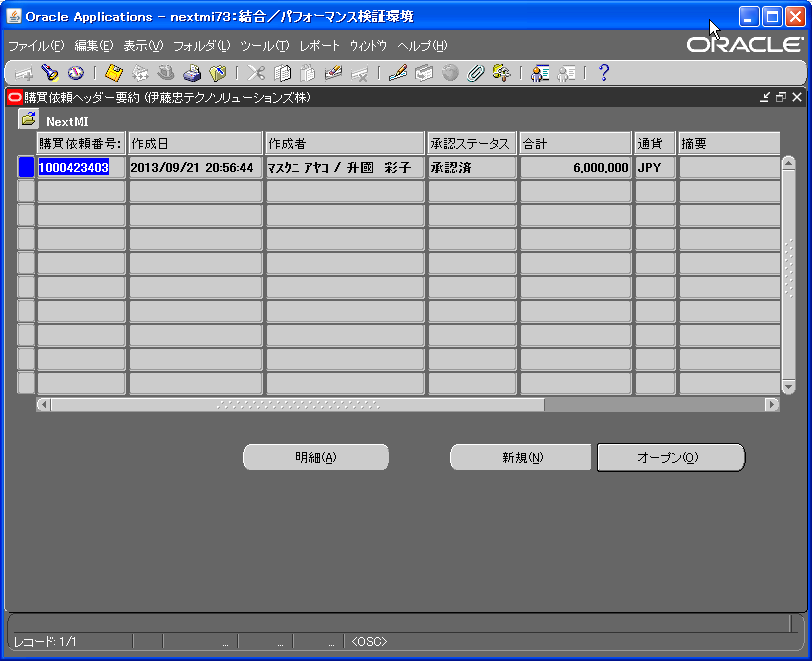 Oracle Applications - nextmi73:結合/パフォーマンス検証環境
ファイル(F) 編集(E) 表示(V) フォルダ(L) ツール(T) レポート ウィンドウ ヘルプ(H)
ORACLE
購買依頼ヘッダー要約 (伊藤忠テクノソリューションズ株)
NextMI
購買依頼番号: 作成日 作成者 承認ステータス 合計 通貨 摘要
1000423403 2013/09/21 20:56:44 ﾏｽｸﾆ ｱﾔｺ / 升國 彩子 承認済 6,000,000 JPY
明細(A) 新規(N) オープン(O)
レコード: 1/1 ... ... ... <OSC>